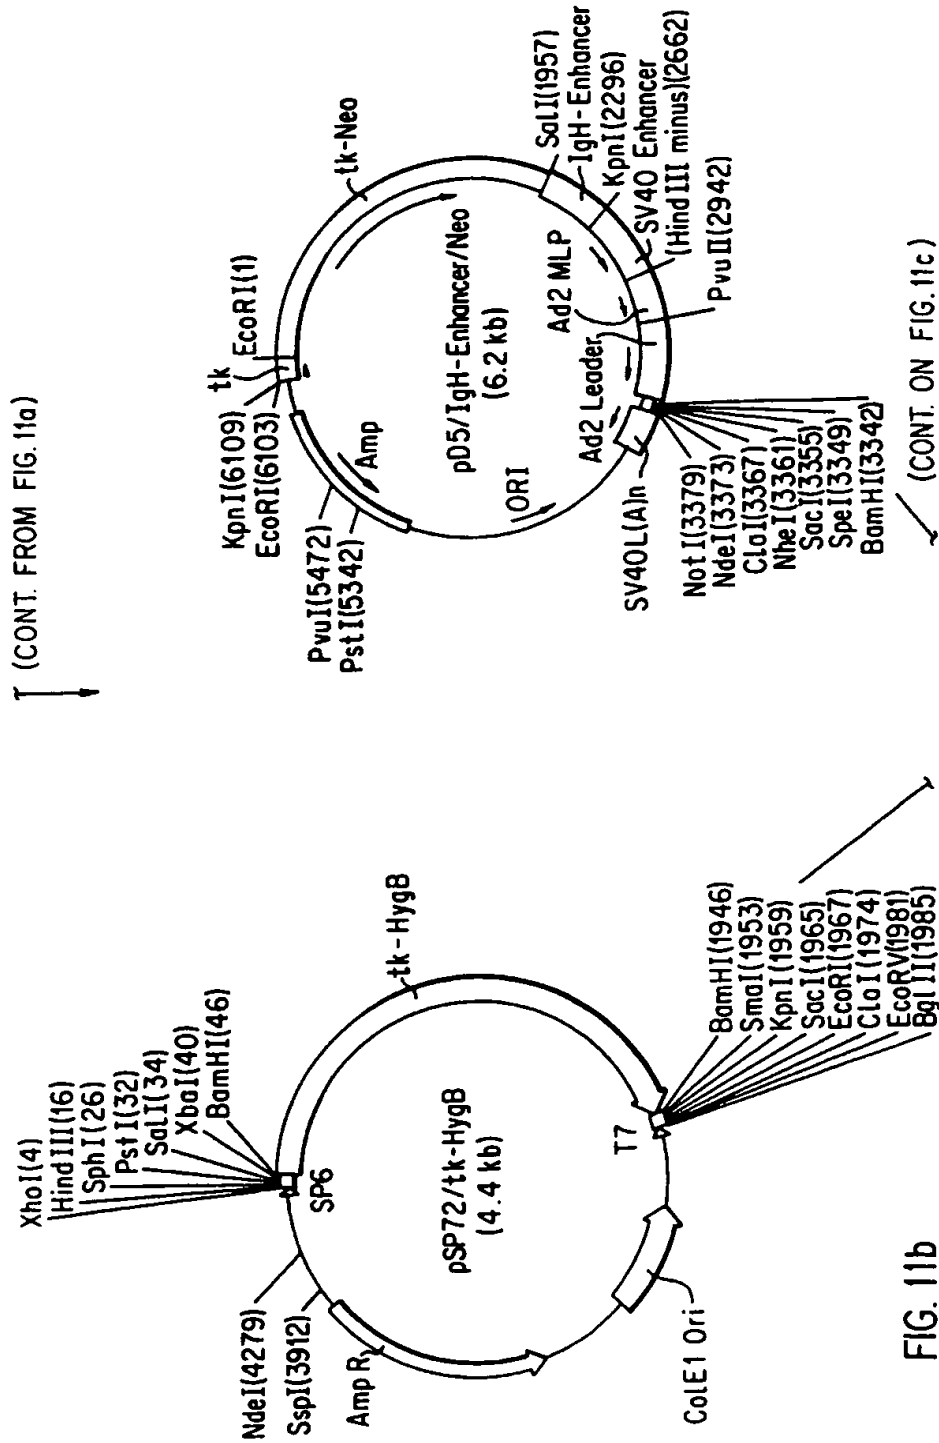 (CONT. FROM FIG. 11a)
XhoI(4)
HindIII(16)
SphI(26)
PstI(32)
SalI(34)
XbaI(40)
BamHI(46)
SP6
NdeI(4279)
SspI(3912)
Amp R
tk-HygB
pSP72/tk-HygB
(4.4 kb)
ColE1 Ori
T7
BamHI(1946)
SmaI(1953)
KpnI(1959)
SacI(1965)
EcoRI(1967)
ClaI(1974)
EcoRV(1981)
BglII(1985)
KpnI(6109)
EcoRI(6103)
tk
EcoRI(1)
tk-Neo
PvuI(5472)
PstI(5342)
Amp
pD5/IgH-Enhancer/Neo
(6.2 kb)
ORI
SalI(1957)
IgH-Enhancer
KpnI(2296)
SV40 Enhancer
(HindIII minus)(2662)
PvuII(2942)
Ad2 MLP
Ad2 Leader
SV40L(A)n
NotI(3379)
NdeI(3373)
ClaI(3367)
NheI(3361)
SacI(3355)
SpeI(3349)
BamHI(3342)
(CONT. ON FIG. 11c)
FIG. 11b